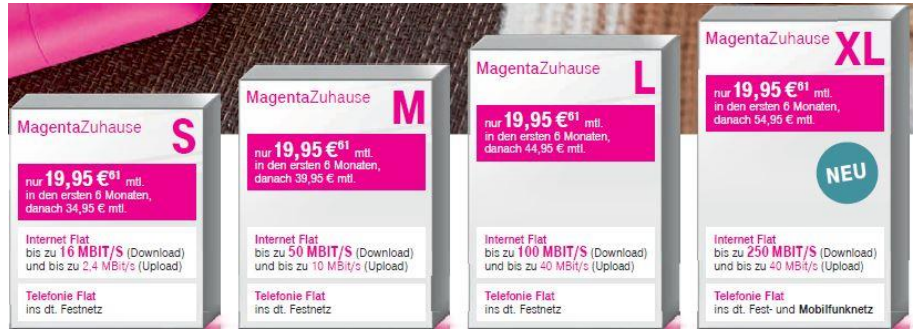 MagentaZuhause S
nur 19,95 €61 mtl.
in den ersten 6 Monaten,
danach 34,95 € mtl.
Internet Flat
bis zu 16 MBIT/S (Download)
und bis zu 2,4 MBit/s (Upload)
Telefonie Flat
ins dt. Festnetz
MagentaZuhause M
nur 19,95 €61 mtl.
in den ersten 6 Monaten,
danach 39,95 € mtl.
Internet Flat
bis zu 50 MBIT/S (Download)
und bis zu 10 MBit/s (Upload)
Telefonie Flat
ins dt. Festnetz
MagentaZuhause L
nur 19,95 €61 mtl.
in den ersten 6 Monaten,
danach 44,95 € mtl.
Internet Flat
bis zu 100 MBIT/S (Download)
und bis zu 40 MBit/s (Upload)
Telefonie Flat
ins dt. Festnetz
MagentaZuhause XL
nur 19,95 €61 mtl.
in den ersten 6 Monaten,
danach 54,95 € mtl.
NEU
Internet Flat
bis zu 250 MBIT/S (Download)
und bis zu 40 MBit/s (Upload)
Telefonie Flat
ins dt. Fest- und Mobilfunknetz